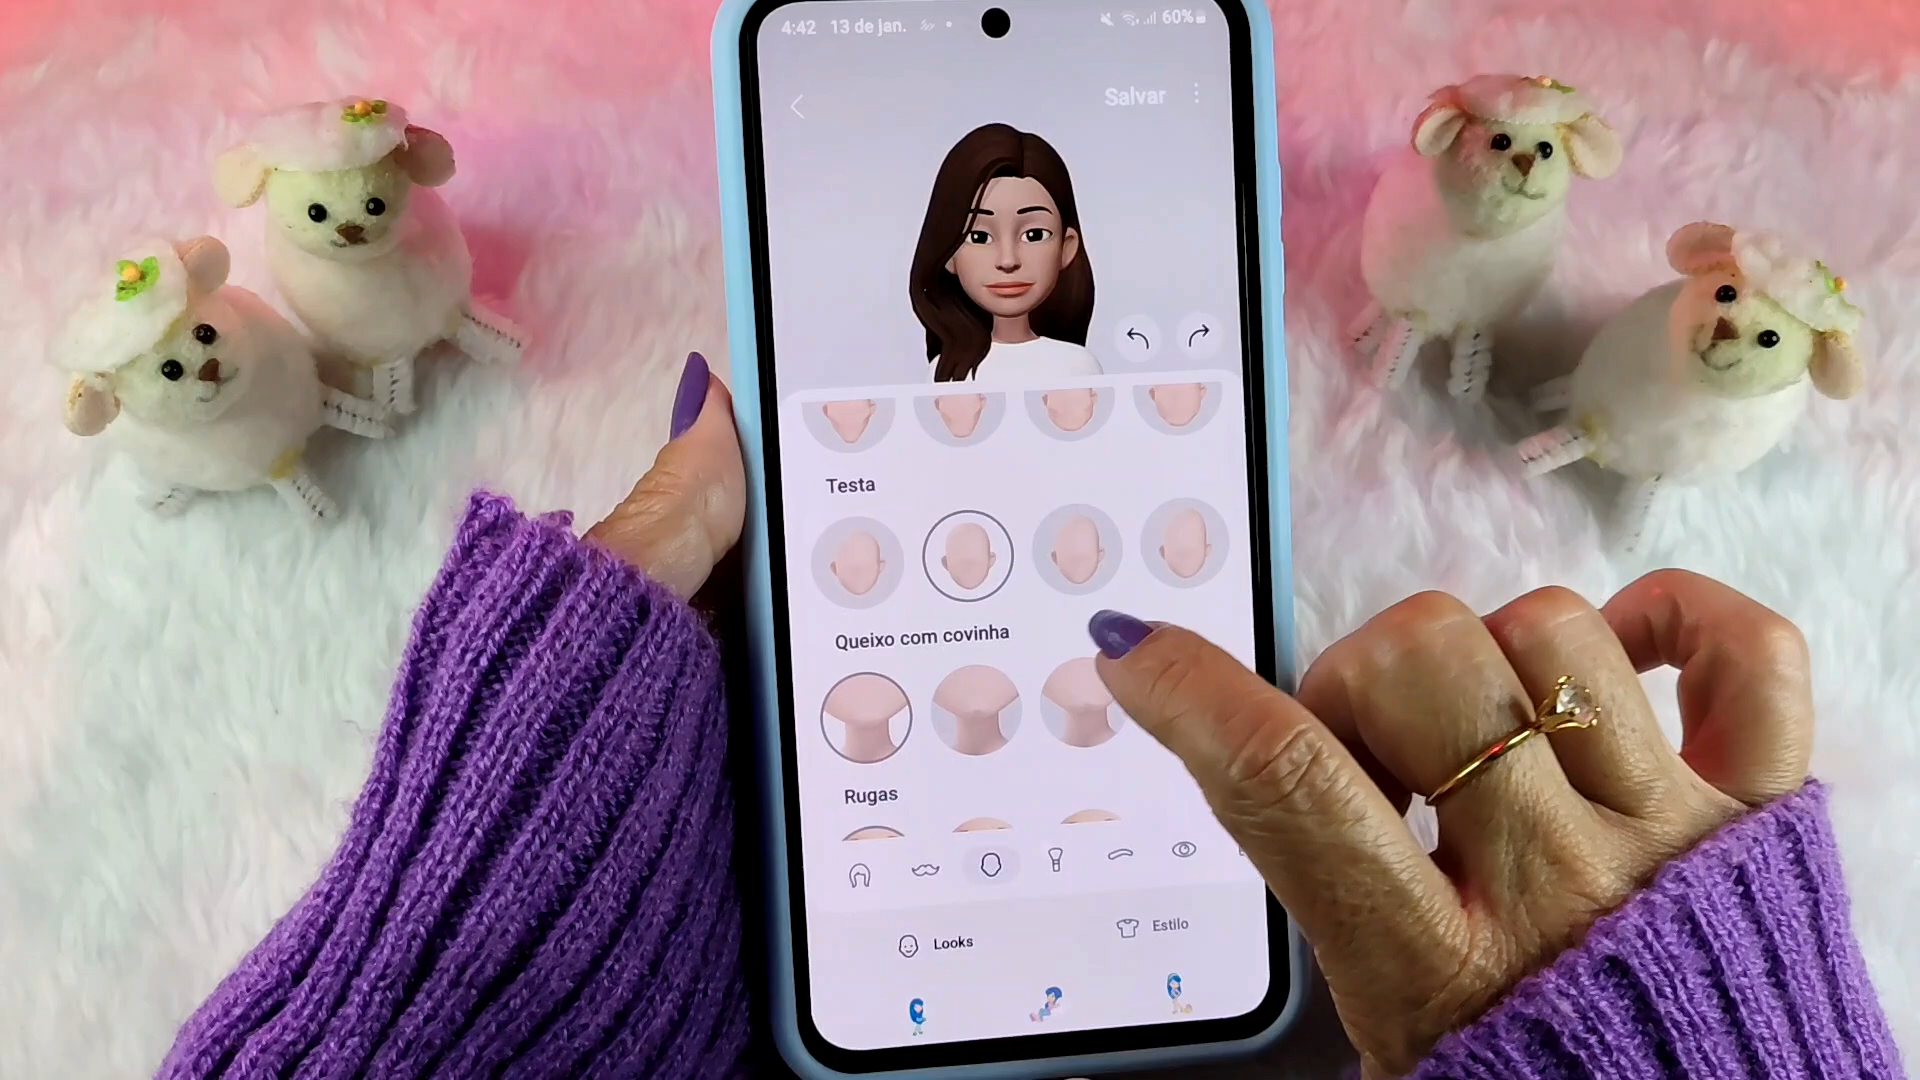 4:42 13 de jan. 60%
Salvar
Testa
Queixo com covinha
Rugas
Looks
Estilo